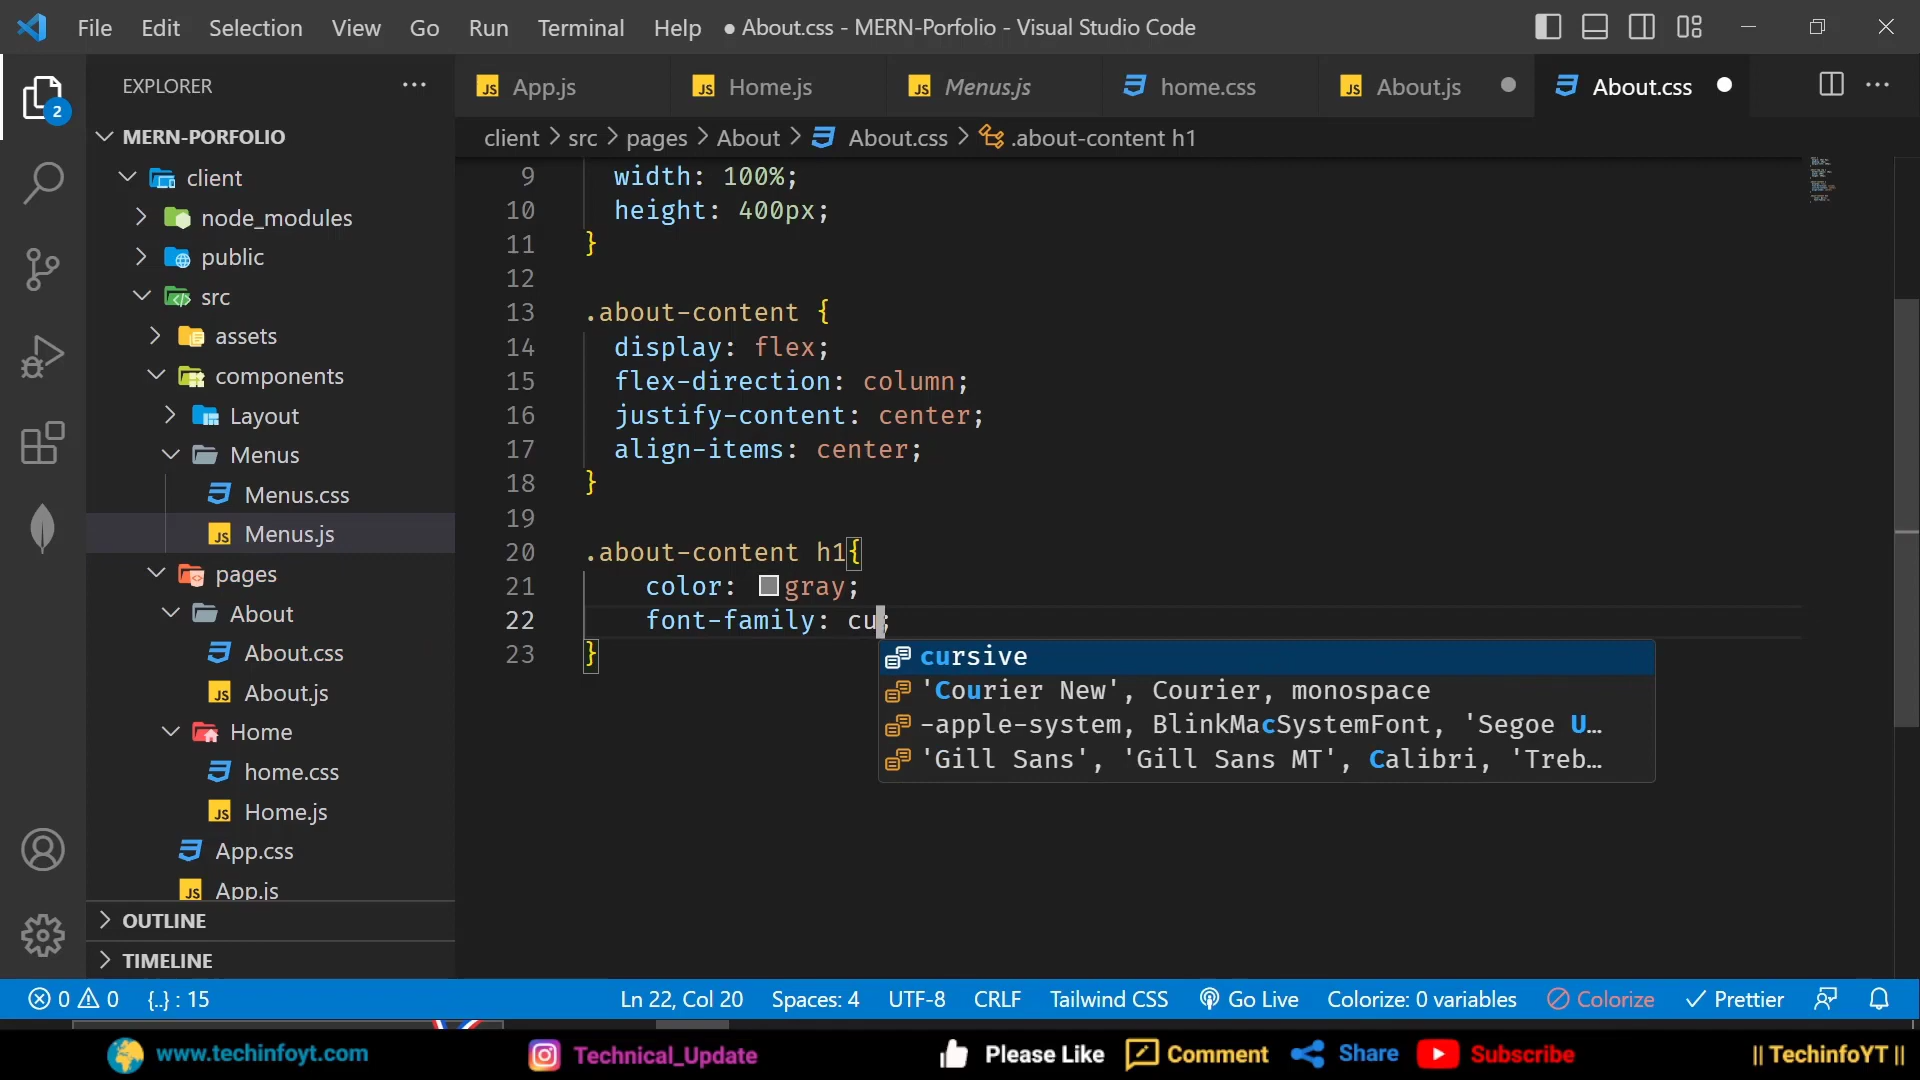 File Edit Selection View Go Run Terminal Help ● About.css - MERN-Porfolio - Visual Studio Code
EXPLORER ···
App.js Home.js Menus.js home.css About.js About.css
2
MERN-PORFOLIO
client > src > pages > About > About.css > .about-content h1
client
node_modules
public
src
assets
components
Layout
Menus
Menus.css
Menus.js
pages
About
About.css
About.js
Home
home.css
Home.js
App.css
App.js
OUTLINE
TIMELINE
9 width: 100%;
10 height: 400px;
11 }
12
13 .about-content {
14 display: flex;
15 flex-direction: column;
16 justify-content: center;
17 align-items: center;
18 }
19
20 .about-content h1{
21 color: gray;
22 font-family: cu;
23 }
cursive
'Courier New', Courier, monospace
-apple-system, BlinkMacSystemFont, 'Segoe U…
'Gill Sans', 'Gill Sans MT', Calibri, 'Treb…
0 0 {..} : 15 Ln 22, Col 20 Spaces: 4 UTF-8 CRLF Tailwind CSS Go Live Colorize: 0 variables Colorize Prettier
www.techinfoyt.com Technical_Update Please Like Comment Share Subscribe || TechinfoYT ||